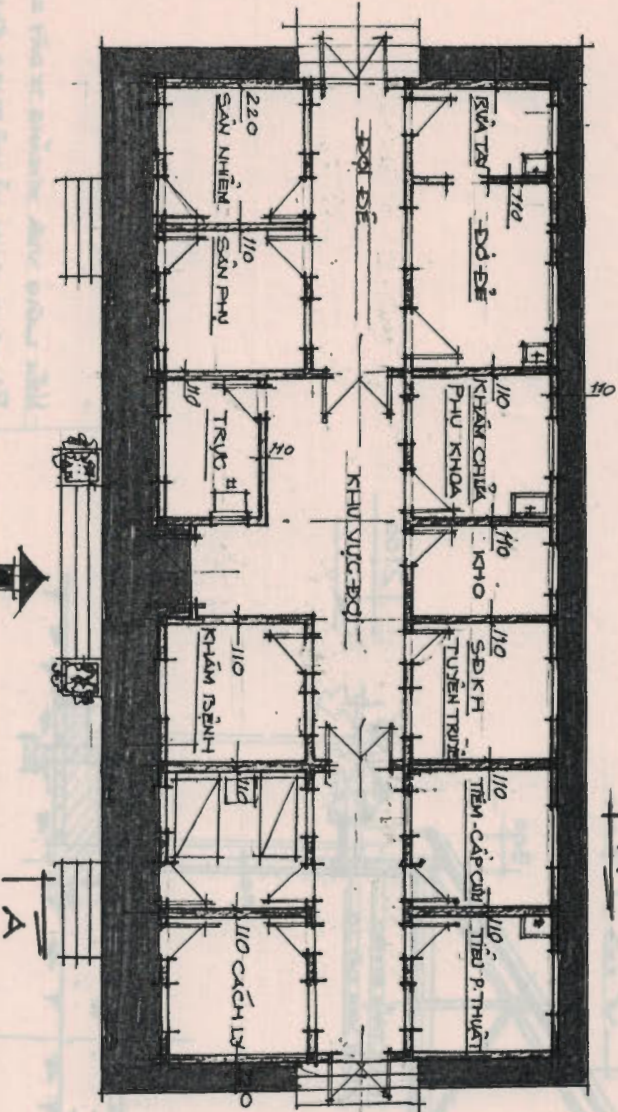 110
RỬA TAY
110
ĐỠ ĐẺ
110
KHÁM CHỮA
PHỤ KHOA
110
KHO
110
SĐKH
110
TIÊM-CẤP CỨU
110
TIỂU P.THUẬT
ĐỢI ĐẺ
KHU VỰC ĐỢI
220
SẢN NHIỄM
110
SẢN PHỤ
110
TRỰC
110
110
KHÁM BỆNH
110
110
CÁCH LY
A